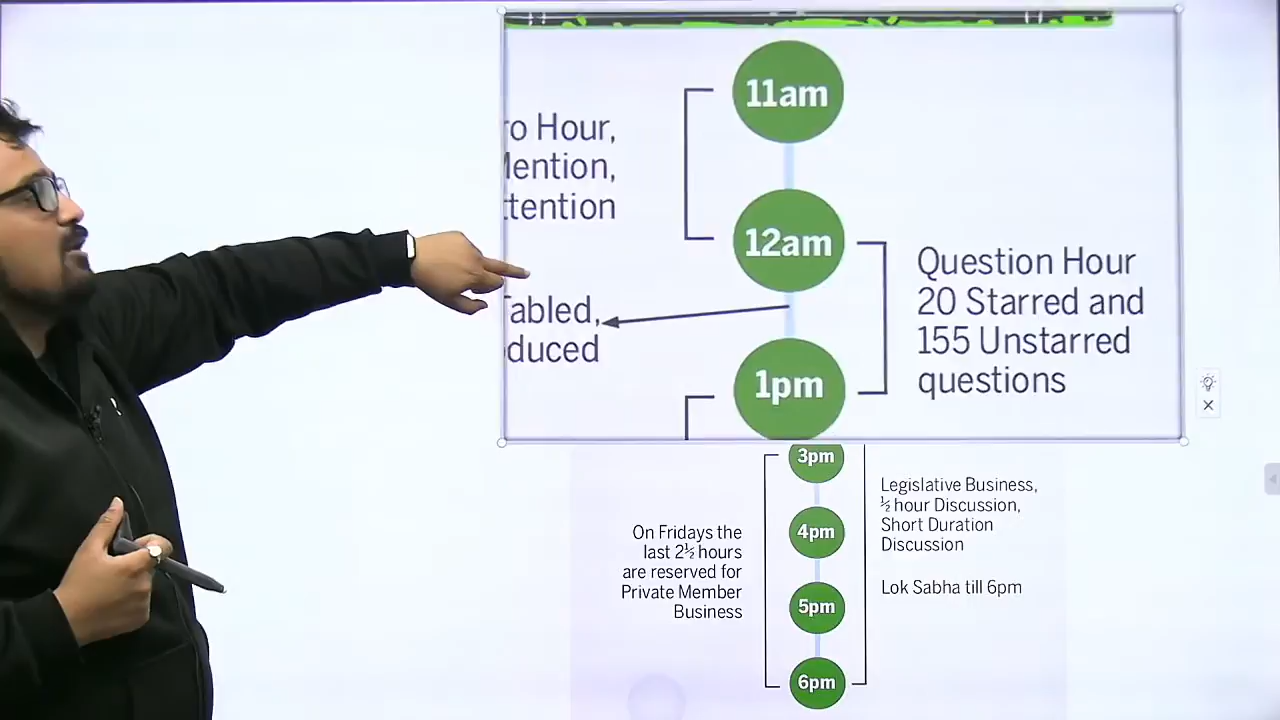 11am
ro Hour,
Mention,
ttention
12am
Question Hour
20 Starred and
155 Unstarred
questions
Tabled,
duced
1pm
3pm
Legislative Business,
½ hour Discussion,
Short Duration
Discussion
On Fridays the
last 2½ hours
are reserved for
Private Member
Business
4pm
Lok Sabha till 6pm
5pm
6pm